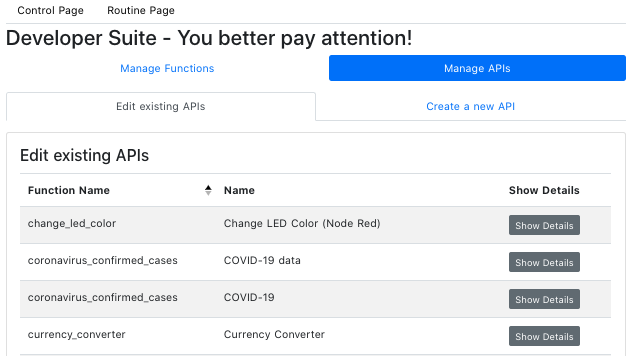 Control Page Routine Page
Developer Suite - You better pay attention!
Manage Functions Manage APIs
Edit existing APIs Create a new API
Edit existing APIs
Function Name Name Show Details
change_led_color Change LED Color (Node Red) Show Details
coronavirus_confirmed_cases COVID-19 data Show Details
coronavirus_confirmed_cases COVID-19 Show Details
currency_converter Currency Converter Show Details